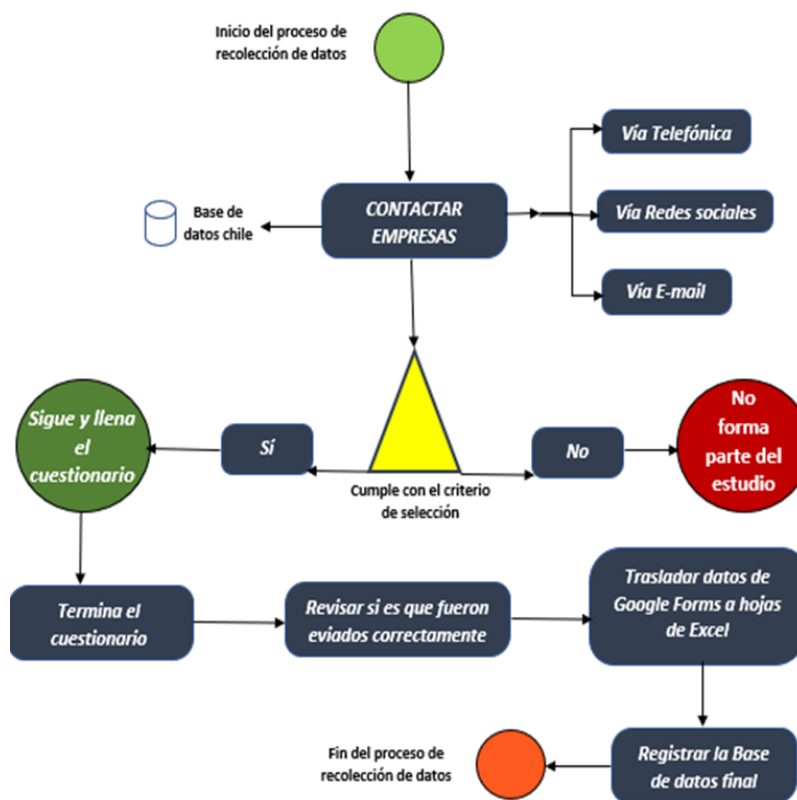 Inicio del proceso de
recolección de datos
Vía Telefónica
Base de
datos chile
CONTACTAR
EMPRESAS
Vía Redes sociales
Vía E-mail
Sigue y llena
el
cuestionario
Sí
No
No
forma
parte del
estudio
Cumple con el criterio
de selección
Termina el
cuestionario
Revisar si es que fueron
eviados correctamente
Trasladar datos de
Google Forms a hojas
de Excel
Fin del proceso de
recolección de datos
Registrar la Base
de datos final